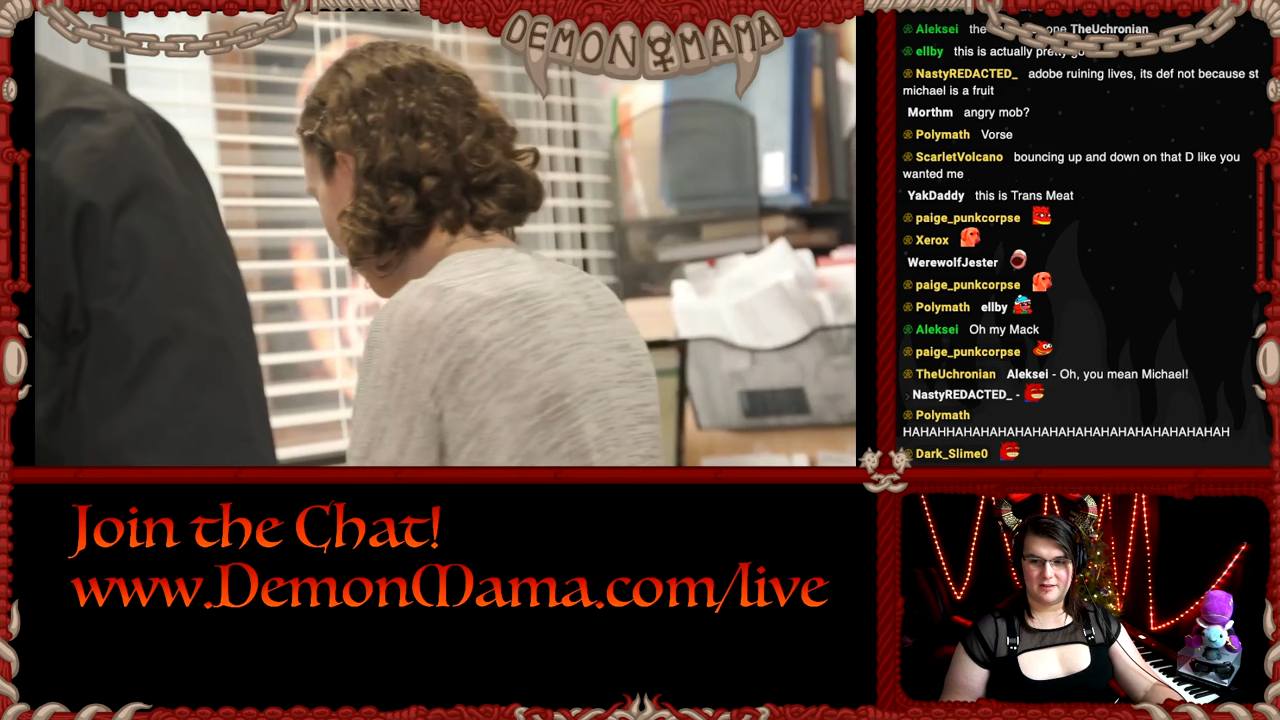 DEMON MAMA
Aleksei the one TheUchronian
ellby this is actually pretty go
NastyREDACTED_ adobe ruining lives, its def not because st
michael is a fruit
Morthm angry mob?
Polymath Vorse
ScarletVolcano bouncing up and down on that D like you
wanted me
YakDaddy this is Trans Meat
paige_punkcorpse
Xerox
WerewolfJester
paige_punkcorpse
Polymath ellby
Aleksei Oh my Mack
paige_punkcorpse
TheUchronian Aleksei - Oh, you mean Michael!
NastyREDACTED_ -
Polymath
HAHAHHAHAHAHAHAHAHAHAHAHAHAHAHAHAHAHAH
Dark_Slime0
Join the Chat!
www.DemonMama.com/live